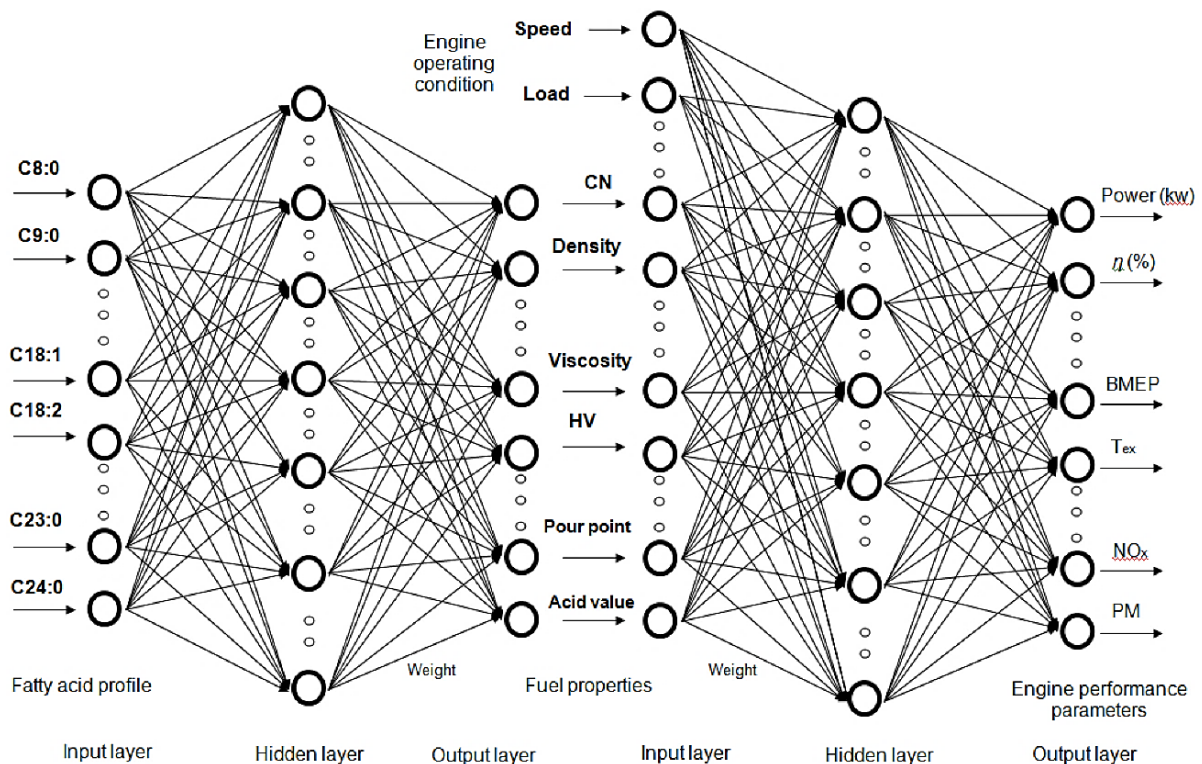 Speed
Engine
operating
condition
Load
C8:0
C9:0
C18:1
C18:2
C23:0
C24:0
CN
Density
Viscosity
HV
Pour point
Acid value
Power (kw)
η (%)
BMEP
Tex
NOx
PM
Weight
Weight
Fatty acid profile
Fuel properties
Engine performance
parameters
Input layer
Hidden layer
Output layer
Input layer
Hidden layer
Output layer